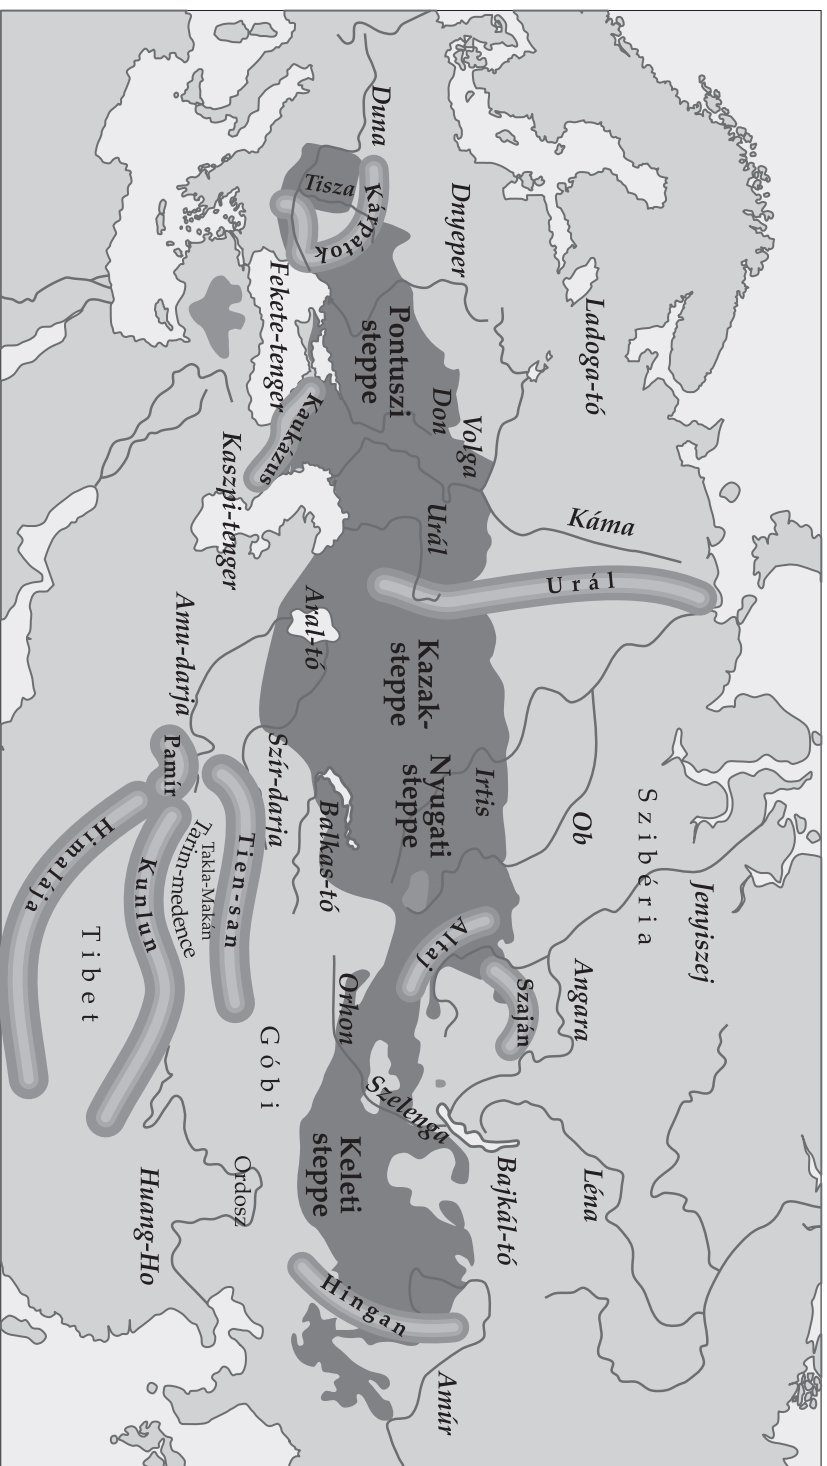 Duna
Tisza
Kárpátok
Dnyeper
Ladoga-tó
Fekete-tenger
Pontuszi
steppe
Don
Volga
Kaukázus
Kaszpi-tenger
Urál
Káma
Urál
Aral-tó
Amu-darja
Kazak-
steppe
Szír-darja
Pamír
Nyugati
steppe
Irtis
Ob
Szibéria
Balkas-tó
Tien-san
Takla-Makán
Tarim-medence
Kunlun
Himalája
Tibet
Altaj
Szaján
Jenyiszej
Angara
Orhon
Góbi
Szelenga
Keleti
steppe
Bajkál-tó
Léna
Ordosz
Huang-Ho
Hingan
Amúr